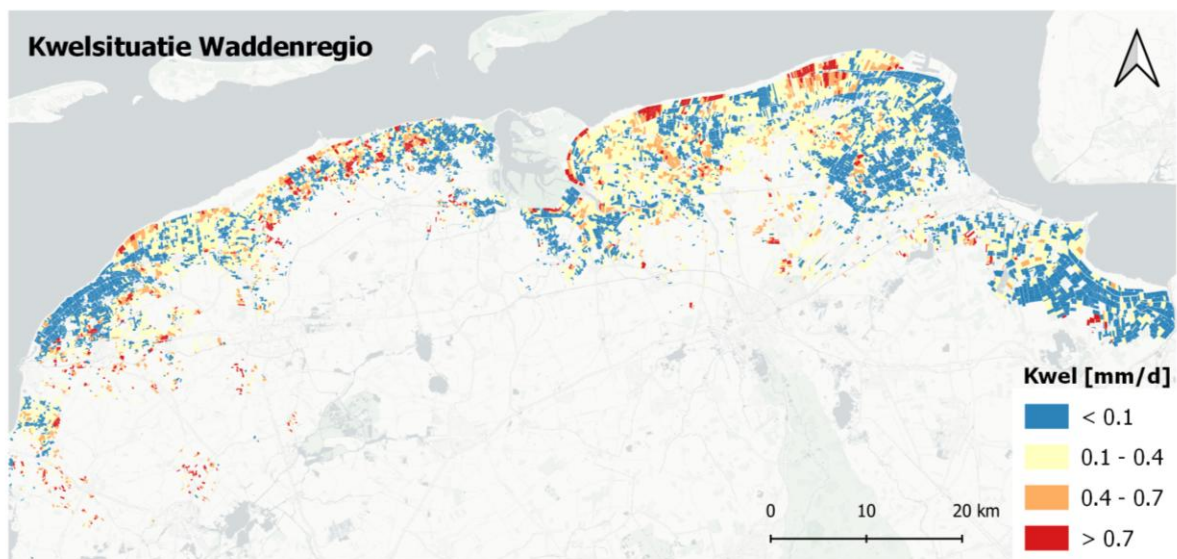 Kwelsituatie Waddenregio
Kwel [mm/d]
< 0.1
0.1 - 0.4
0.4 - 0.7
> 0.7
0 10 20 km